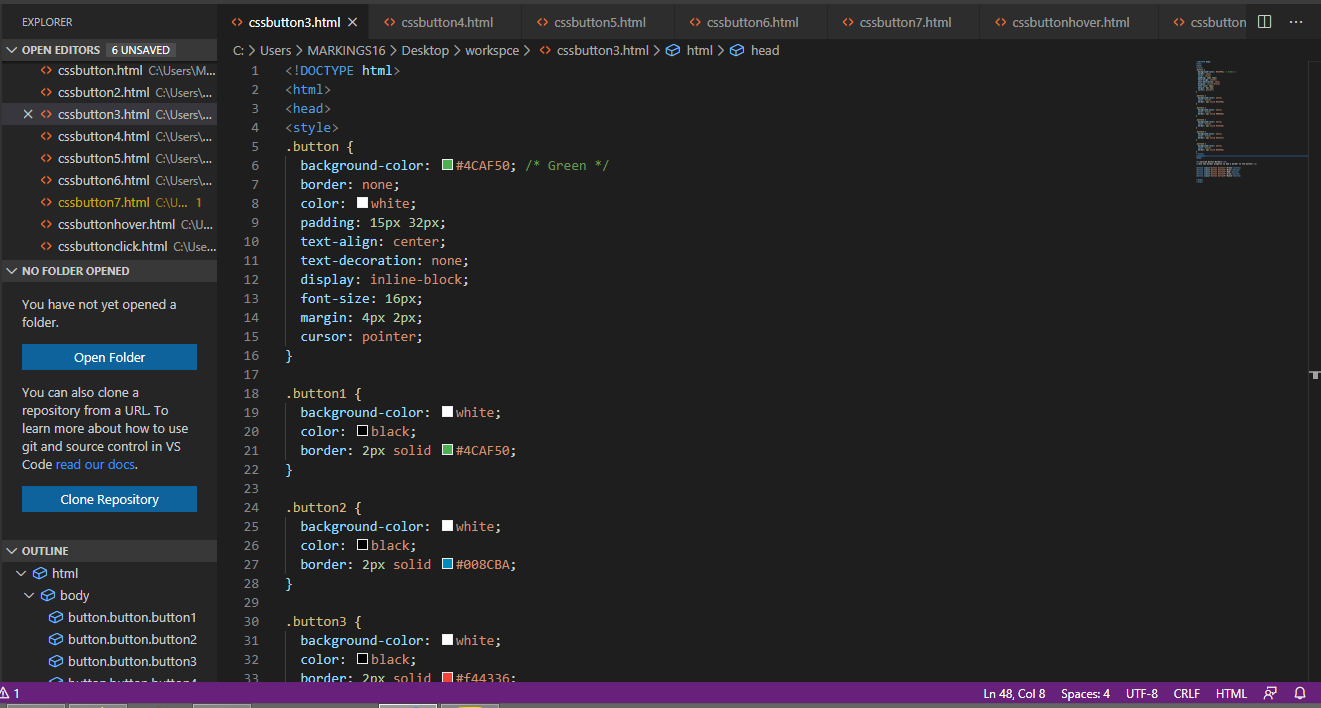 EXPLORER
OPEN EDITORS 6 UNSAVED
cssbutton.html C:\Users\M...
cssbutton2.html C:\Users\...
cssbutton3.html C:\Users\...
cssbutton4.html C:\Users\...
cssbutton5.html C:\Users\...
cssbutton6.html C:\Users\...
cssbutton7.html C:\U... 1
cssbuttonhover.html C:\U...
cssbuttonclick.html C:\Use...
NO FOLDER OPENED
You have not yet opened a
folder.
Open Folder
You can also clone a
repository from a URL. To
learn more about how to use
git and source control in VS
Code read our docs.
Clone Repository
OUTLINE
html
body
button.button.button1
button.button.button2
button.button.button3
button.button.button4
cssbutton3.html cssbutton4.html cssbutton5.html cssbutton6.html cssbutton7.html cssbuttonhover.html cssbutton
C: > Users > MARKINGS16 > Desktop > workspce > cssbutton3.html > html > head
1 <!DOCTYPE html>
2 <html>
3 <head>
4 <style>
5 .button {
6 background-color: #4CAF50; /* Green */
7 border: none;
8 color: white;
9 padding: 15px 32px;
10 text-align: center;
11 text-decoration: none;
12 display: inline-block;
13 font-size: 16px;
14 margin: 4px 2px;
15 cursor: pointer;
16 }
17
18 .button1 {
19 background-color: white;
20 color: black;
21 border: 2px solid #4CAF50;
22 }
23
24 .button2 {
25 background-color: white;
26 color: black;
27 border: 2px solid #008CBA;
28 }
29
30 .button3 {
31 background-color: white;
32 color: black;
33 border: 2px solid #f44336;
1 Ln 48, Col 8 Spaces: 4 UTF-8 CRLF HTML